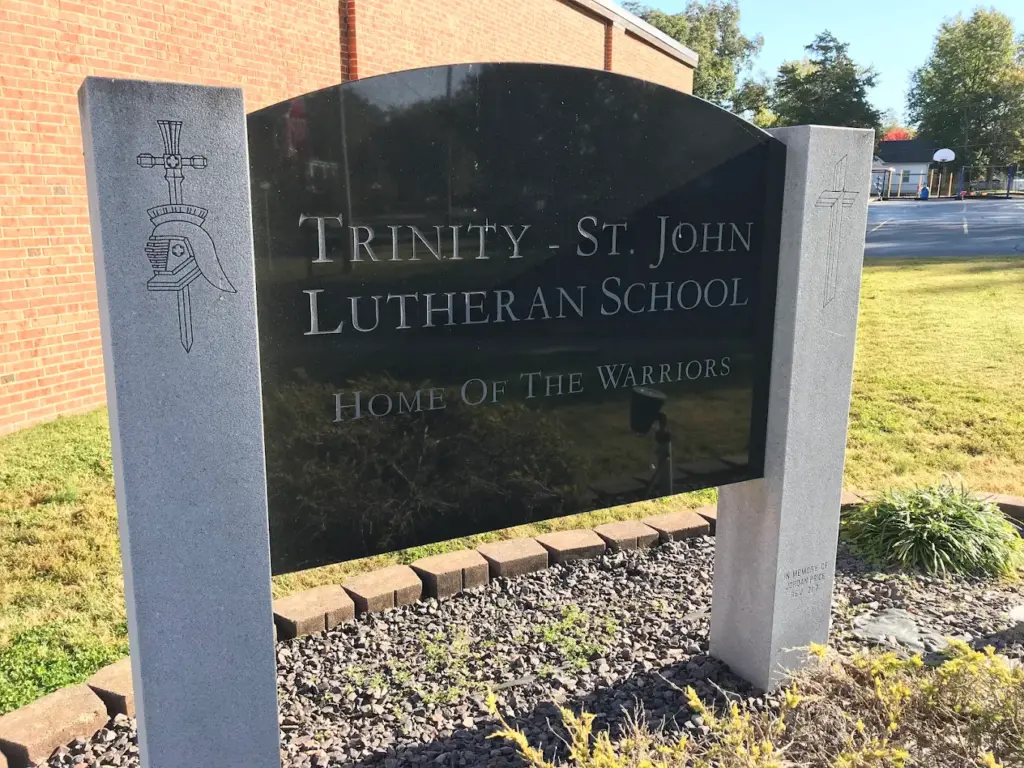 Trinity - St. John
Lutheran School
Home Of The Warriors
IN MEMORY OF